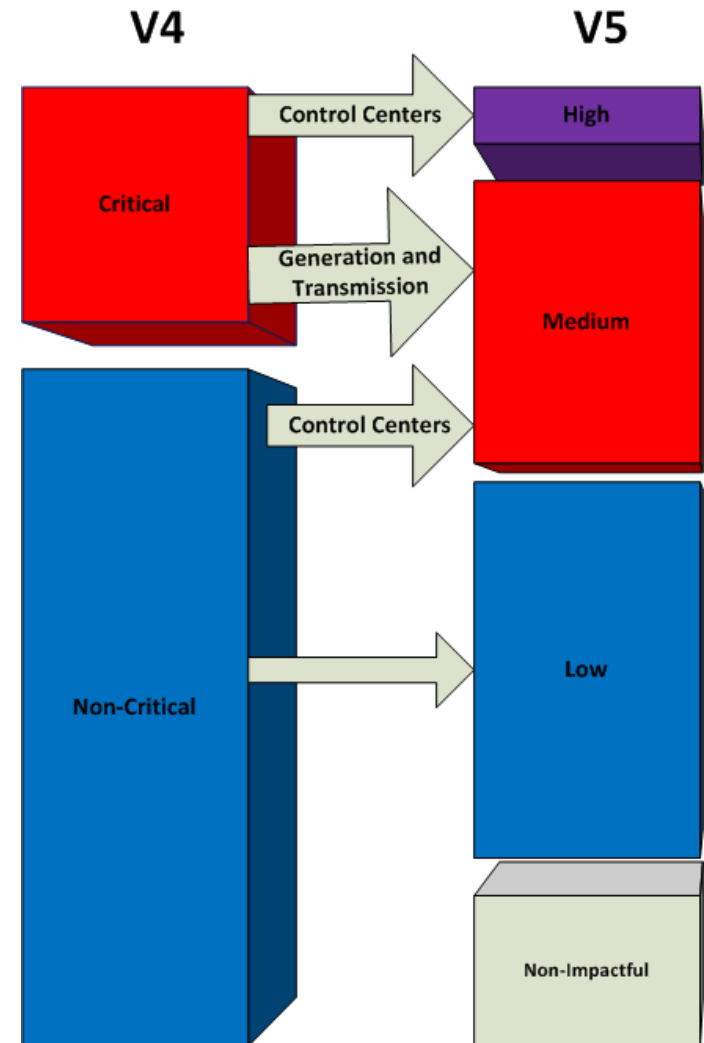 V4
V5
Control Centers
High
Critical
Generation and
Transmission
Medium
Control Centers
Low
Non-Critical
Non-Impactful